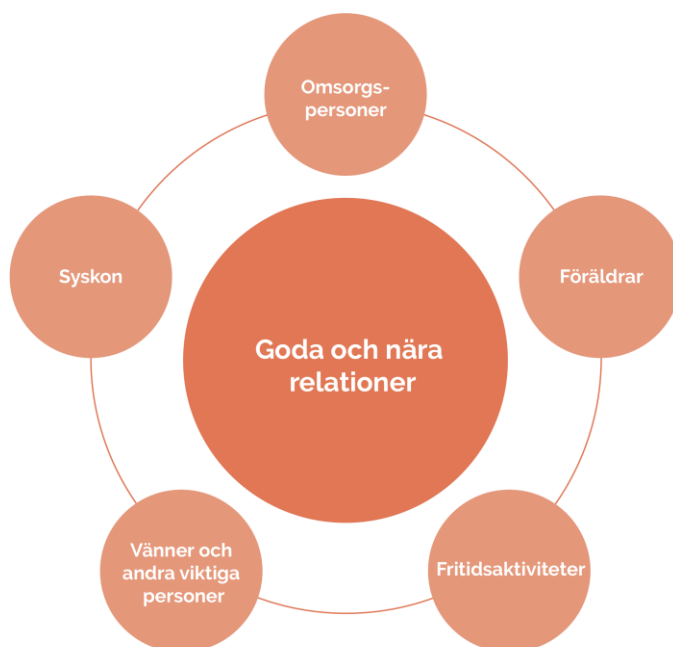 Omsorgs-
personer
Syskon
Föräldrar
Goda och nära
relationer
Vänner och
andra viktiga
personer
Fritidsaktiviteter